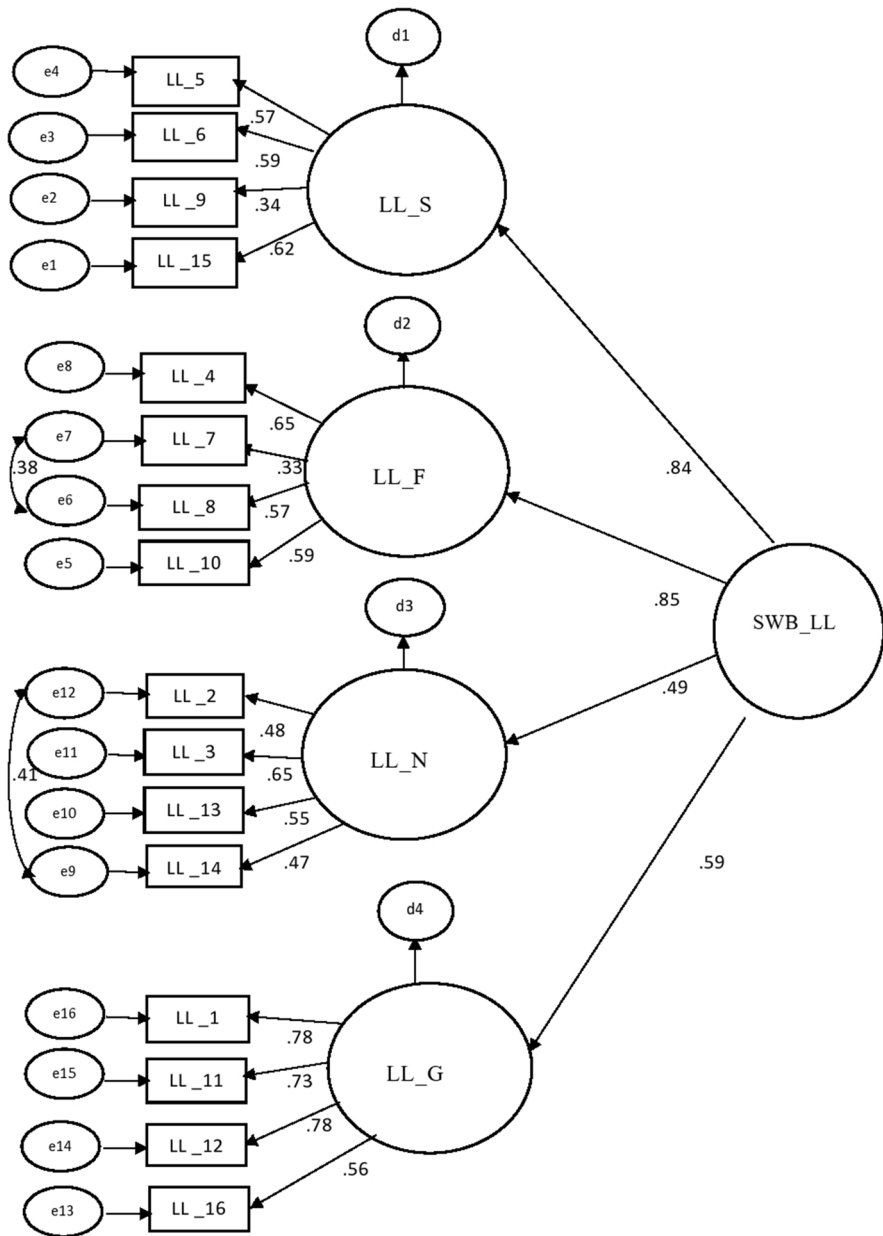 d1
e4
LL_5
.57
e3
LL _6
.59
e2
LL _9
.34
LL_S
e1
LL _15
.62
d2
e8
LL _4
.65
e7
LL _7
.33
.38
LL_F
.84
e6
LL _8
.57
e5
LL _10
.59
.85
SWB_LL
d3
e12
LL _2
.48
.49
e11
LL _3
.65
LL_N
.41
e10
LL _13
.55
e9
LL _14
.47
.59
d4
e16
LL _1
.78
e15
LL _11
.73
LL_G
e14
LL _12
.78
e13
LL _16
.56